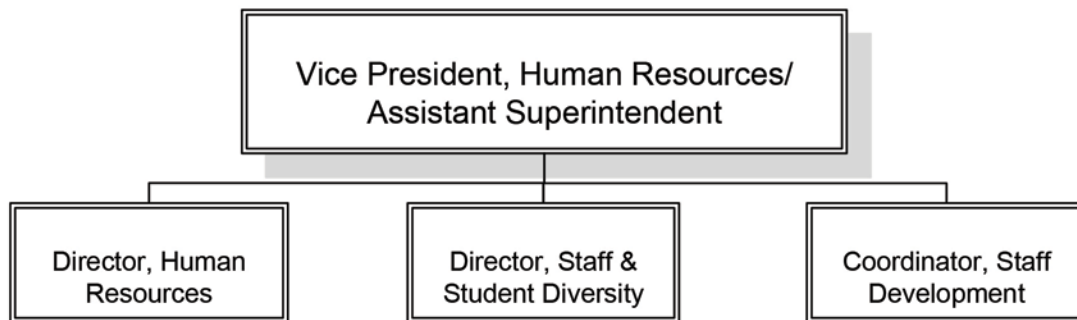 Vice President, Human Resources/
Assistant Superintendent
Director, Human
Resources
Director, Staff &
Student Diversity
Coordinator, Staff
Development